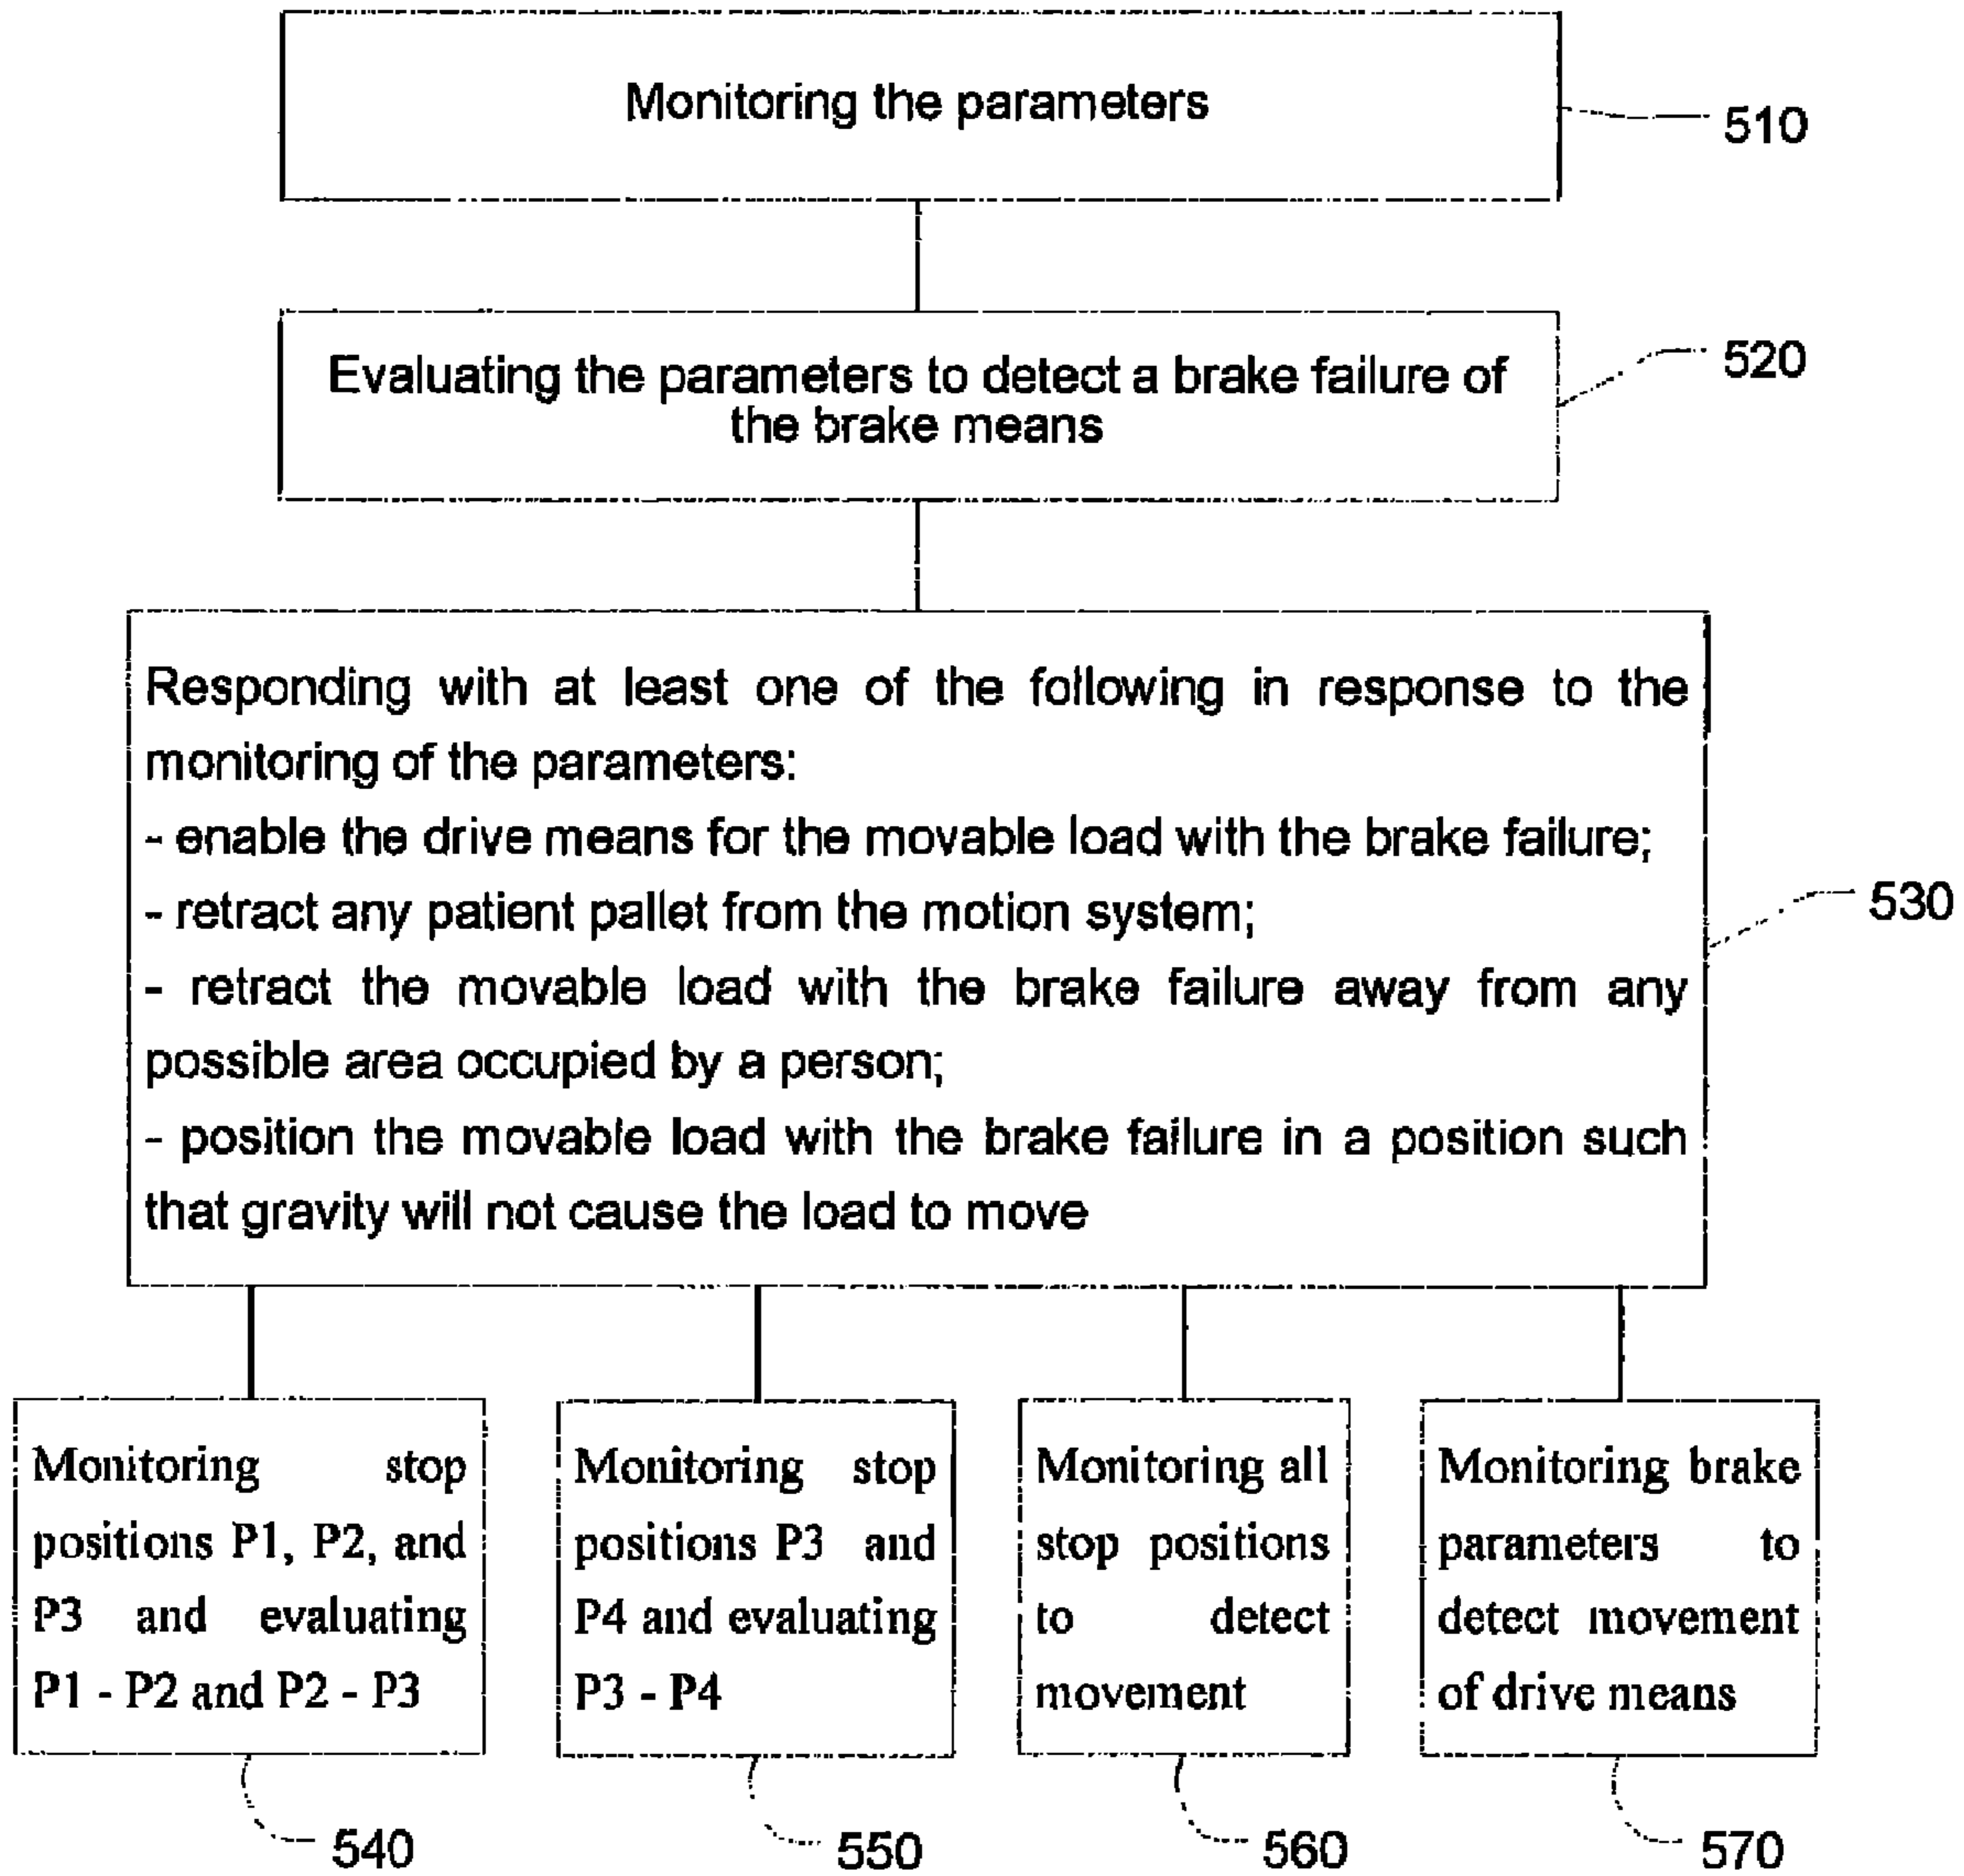 Monitoring the parameters
510
Evaluating the parameters to detect a brake failure of
the brake means
520
Responding with at least one of the following in response to the
monitoring of the parameters:
- enable the drive means for the movable load with the brake failure;
- retract any patient pallet from the motion system;
- retract the movable load with the brake failure away from any
possible area occupied by a person;
- position the movable load with the brake failure in a position such
that gravity will not cause the load to move
530
Monitoring stop
positions P1, P2, and
P3 and evaluating
P1 - P2 and P2 - P3
540
Monitoring stop
positions P3 and
P4 and evaluating
P3 - P4
550
Monitoring all
stop positions
to detect
movement
560
Monitoring brake
parameters to
detect movement
of drive means
570